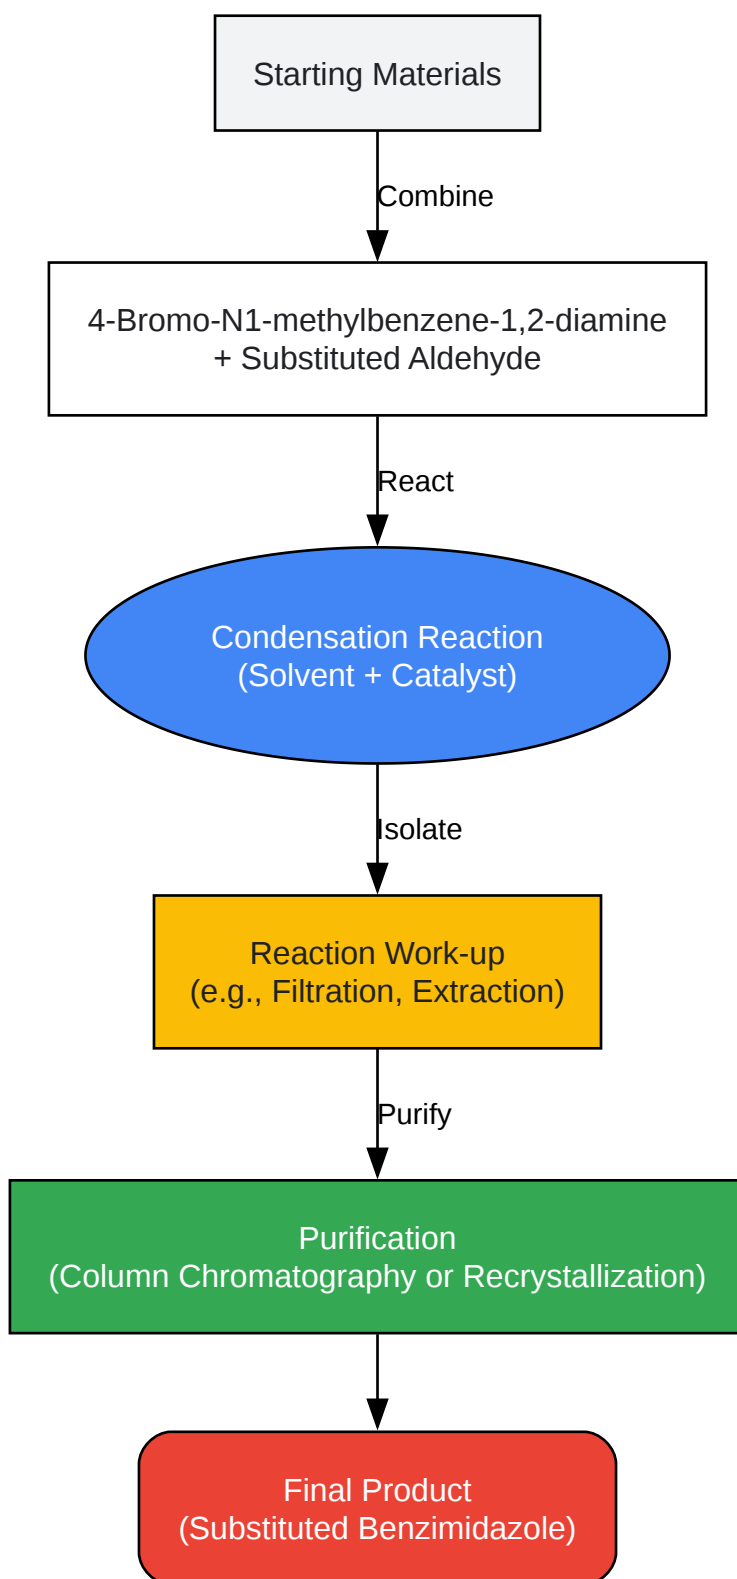 Starting Materials
Combine
4-Bromo-N1-methylbenzene-1,2-diamine
+ Substituted Aldehyde
React
Condensation Reaction
(Solvent + Catalyst)
Isolate
Reaction Work-up
(e.g., Filtration, Extraction)
Purify
Purification
(Column Chromatography or Recrystallization)
Final Product
(Substituted Benzimidazole)